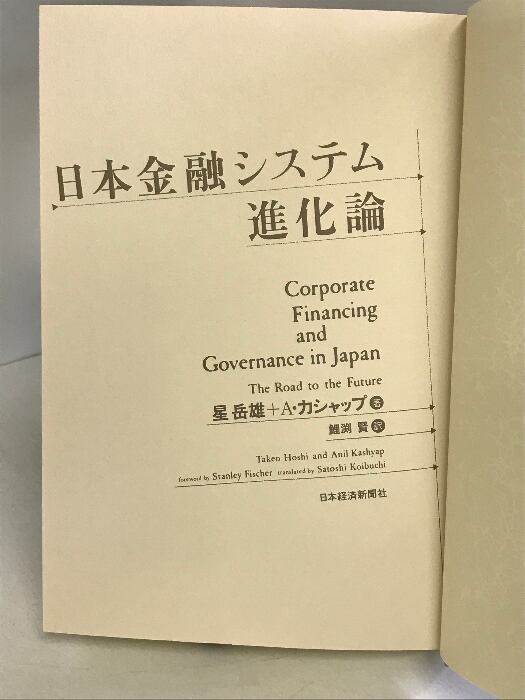 日本金融システム
進化論
Corporate
Financing
and
Governance in Japan
The Road to the Future
星 岳雄+A・カシャップ 著
鯉渕 賢 訳
Takeo Hoshi and Anil Kashyap
foreword by Stanley Fischer translated by Satoshi Koibuchi
日本経済新聞社